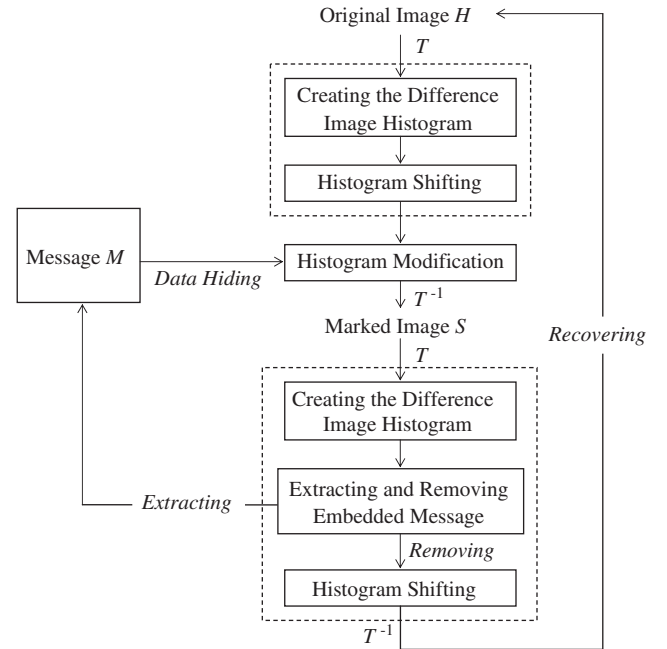 Original Image H
T
Creating the Difference
Image Histogram
Histogram Shifting
Message M
Data Hiding
Histogram Modification
T -1
Marked Image S
Recovering
T
Creating the Difference
Image Histogram
Extracting
Extracting and Removing
Embedded Message
Removing
Histogram Shifting
T -1